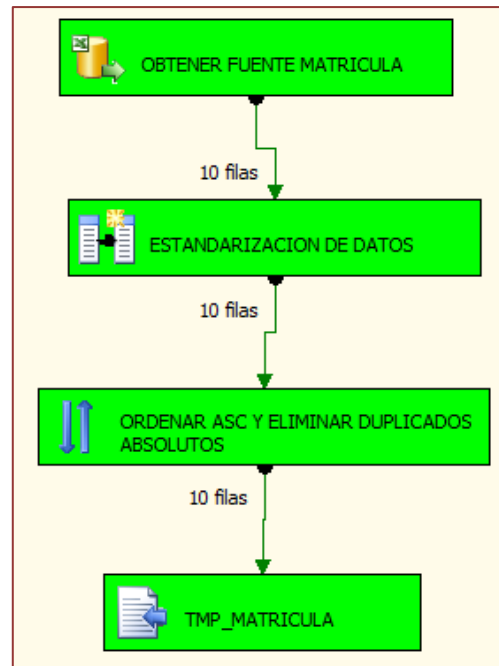 OBTENER FUENTE MATRICULA
10 filas
ESTANDARIZACION DE DATOS
10 filas
ORDENAR ASC Y ELIMINAR DUPLICADOS
ABSOLUTOS
10 filas
TMP_MATRICULA